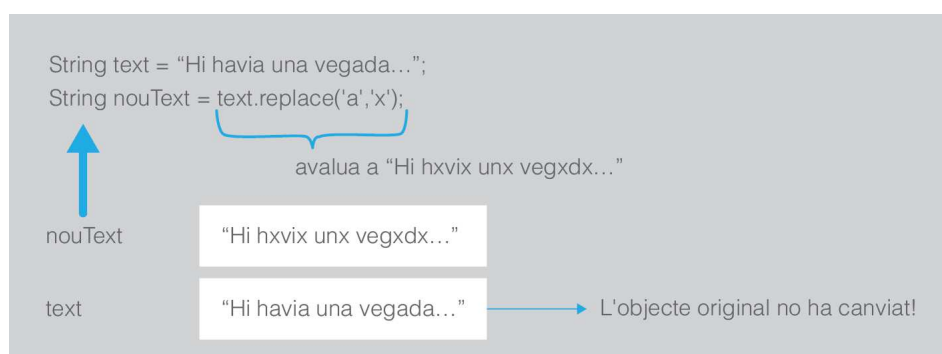 String text = “Hi havia una vegada…”;
String nouText = text.replace('a','x');
avalua a “Hi hxvix unx vegxdx…”
nouText “Hi hxvix unx vegxdx…”
text “Hi havia una vegada…” L'objecte original no ha canviat!